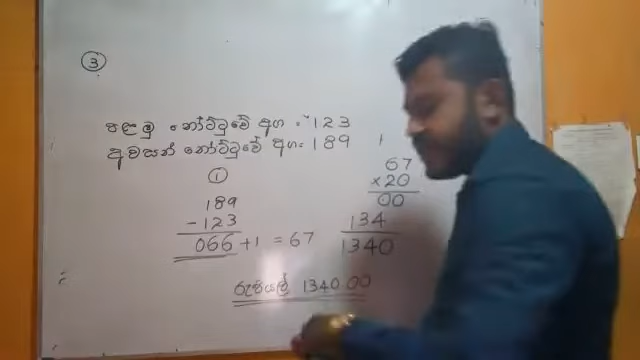 3
පළමු නෝට්ටුවේ අග = 123
අවසන් නෝට්ටුවේ අග = 189
1
189
-123
066 +1 = 67
67
×20
00
134
1340
රුපියල් 1340.00